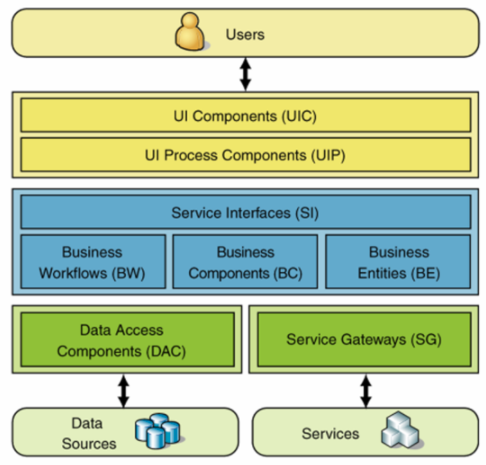 Users
UI Components (UIC)
UI Process Components (UIP)
Service Interfaces (SI)
Business
Workflows (BW)
Business
Components (BC)
Business
Entities (BE)
Data Access
Components (DAC)
Service Gateways (SG)
Data
Sources
Services